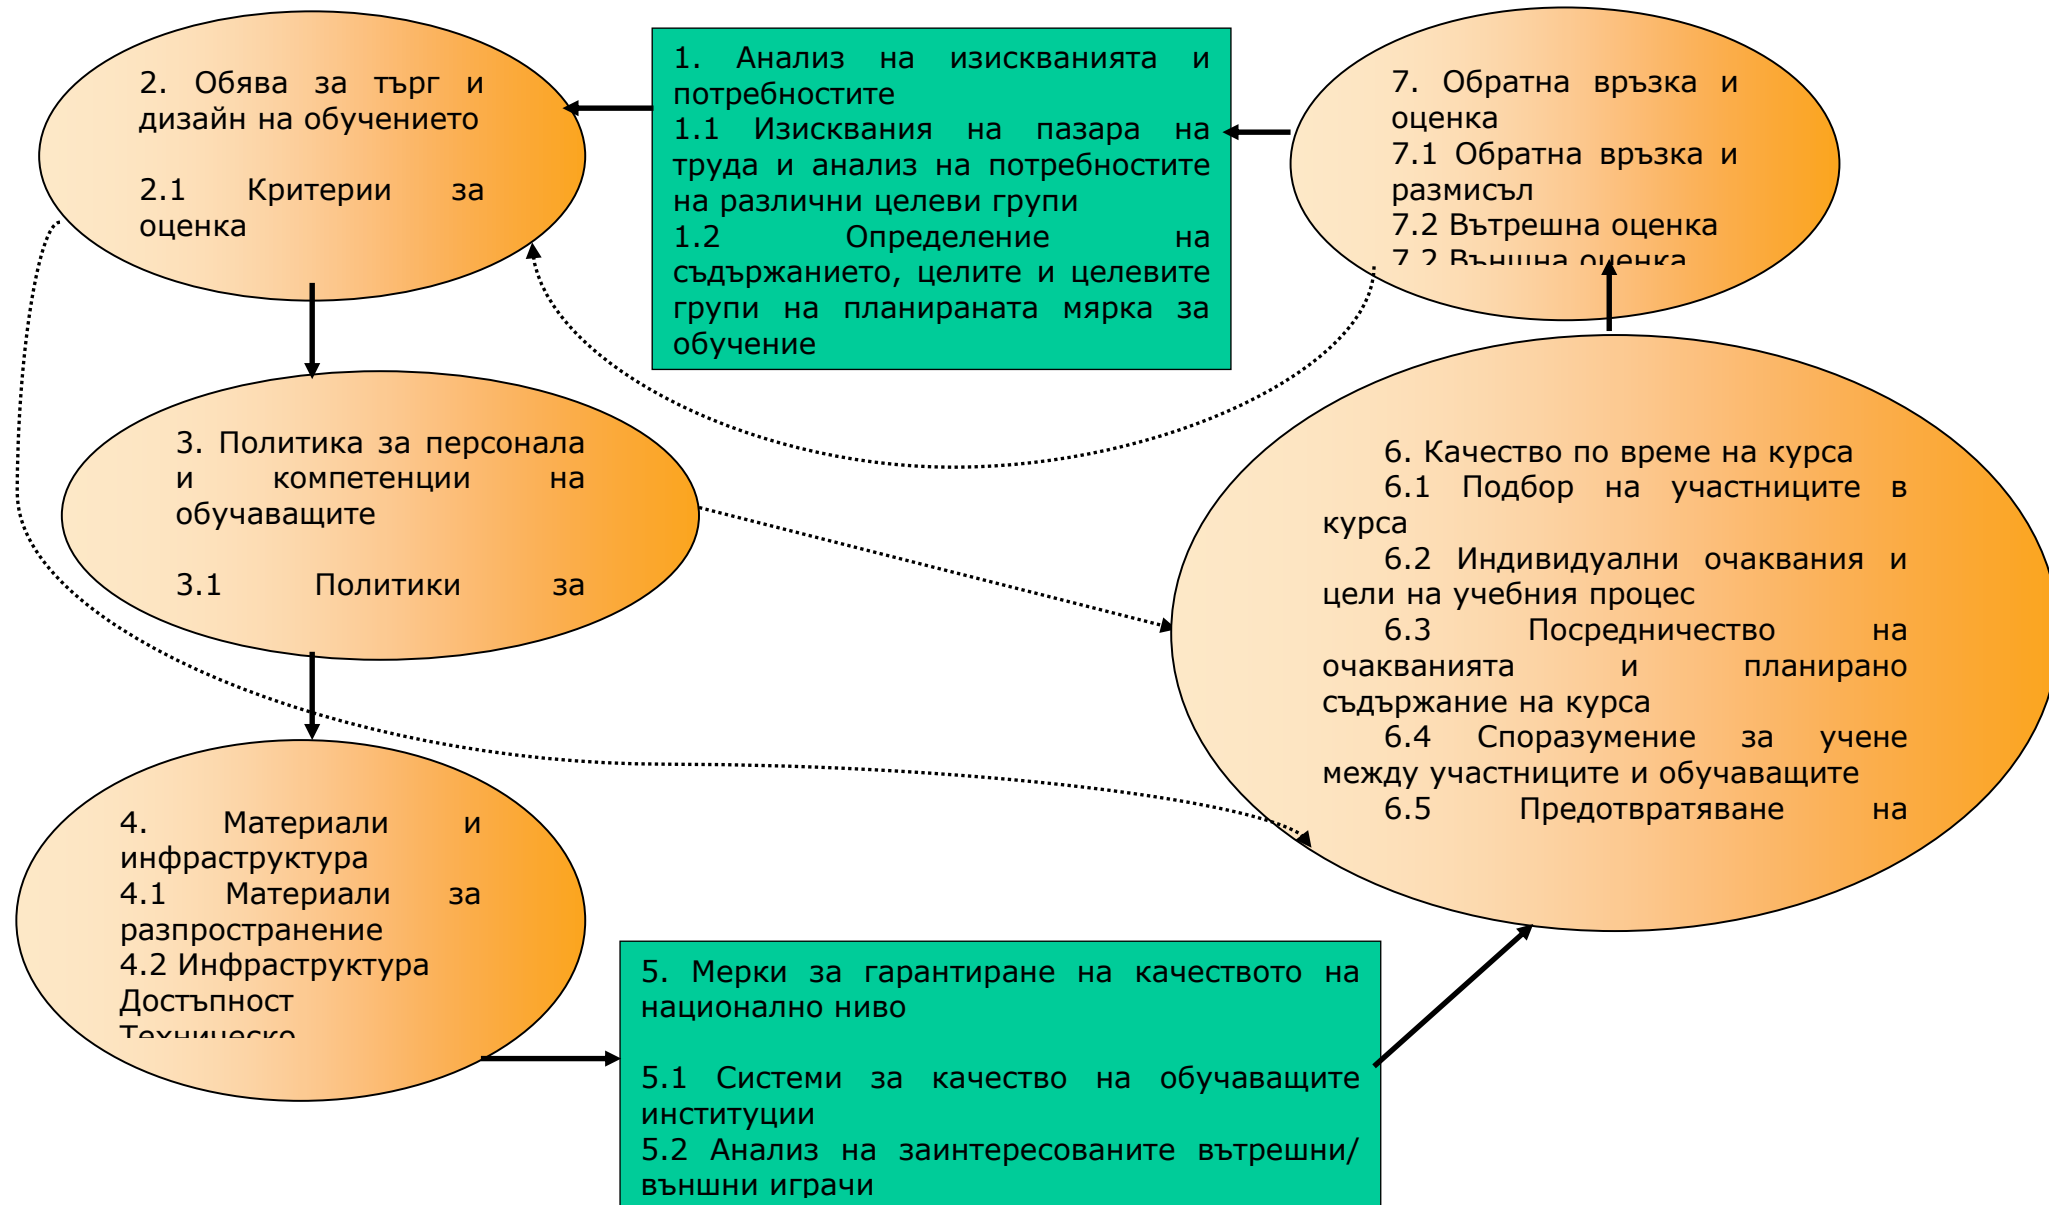 1. Анализ на изискванията и
потребностите
1.1 Изисквания на пазара на
труда и анализ на потребностите
на различни целеви групи
1.2 Определение на
съдържанието, целите и целевите
групи на планираната мярка за
обучение
2. Обява за търг и
дизайн на обучението
2.1 Критерии за
оценка
3. Политика за персонала
и компетенции на
обучаващите
3.1 Политики за
4. Материали и
инфраструктура
4.1 Материали за
разпространение
4.2 Инфраструктура
Достъпност
Техническо
5. Мерки за гарантиране на качеството на
национално ниво
5.1 Системи за качество на обучаващите
институции
5.2 Анализ на заинтересованите вътрешни/
външни играчи
6. Качество по време на курса
6.1 Подбор на участниците в
курса
6.2 Индивидуални очаквания и
цели на учебния процес
6.3 Посредничество на
очакванията и планирано
съдържание на курса
6.4 Споразумение за учене
между участниците и обучаващите
6.5 Предотвратяване на
7. Обратна връзка и
оценка
7.1 Обратна връзка и
размисъл
7.2 Вътрешна оценка
7.2 Външна оценка